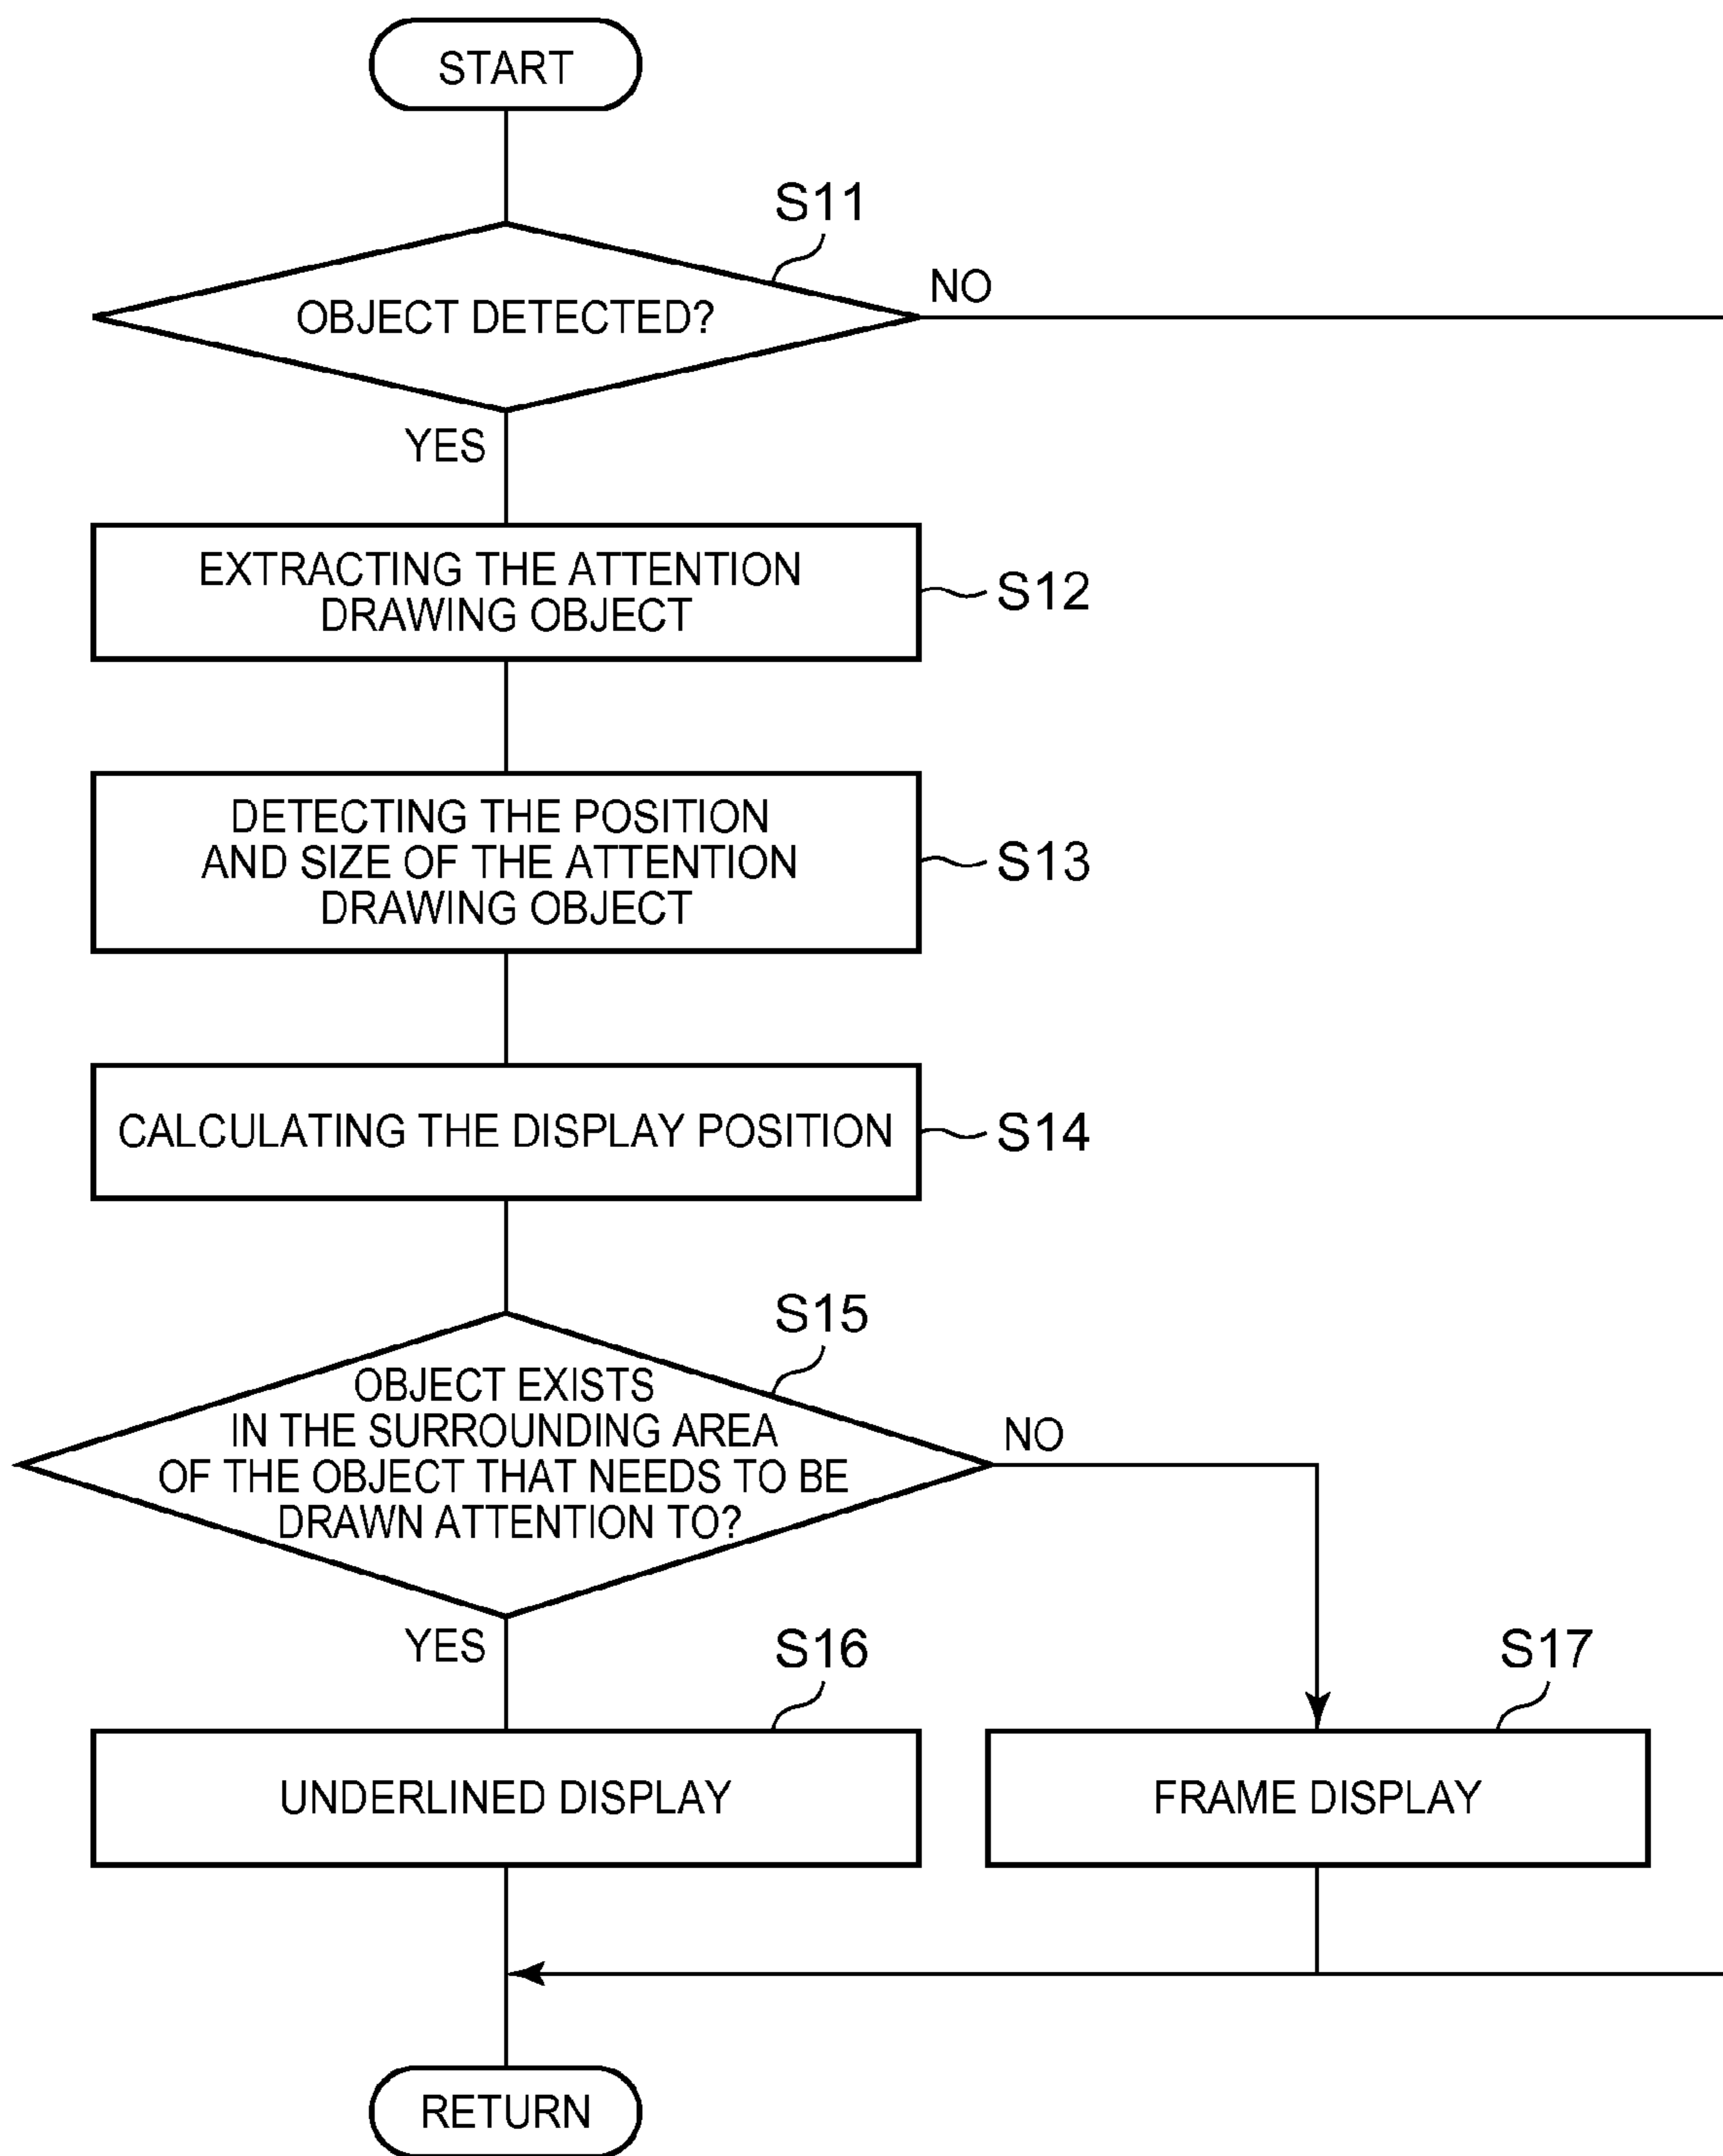 START
S11
OBJECT DETECTED?
NO
YES
EXTRACTING THE ATTENTION
DRAWING OBJECT
S12
DETECTING THE POSITION
AND SIZE OF THE ATTENTION
DRAWING OBJECT
S13
CALCULATING THE DISPLAY POSITION
S14
S15
OBJECT EXISTS
IN THE SURROUNDING AREA
OF THE OBJECT THAT NEEDS TO BE
DRAWN ATTENTION TO?
NO
YES
S16
S17
UNDERLINED DISPLAY
FRAME DISPLAY
RETURN